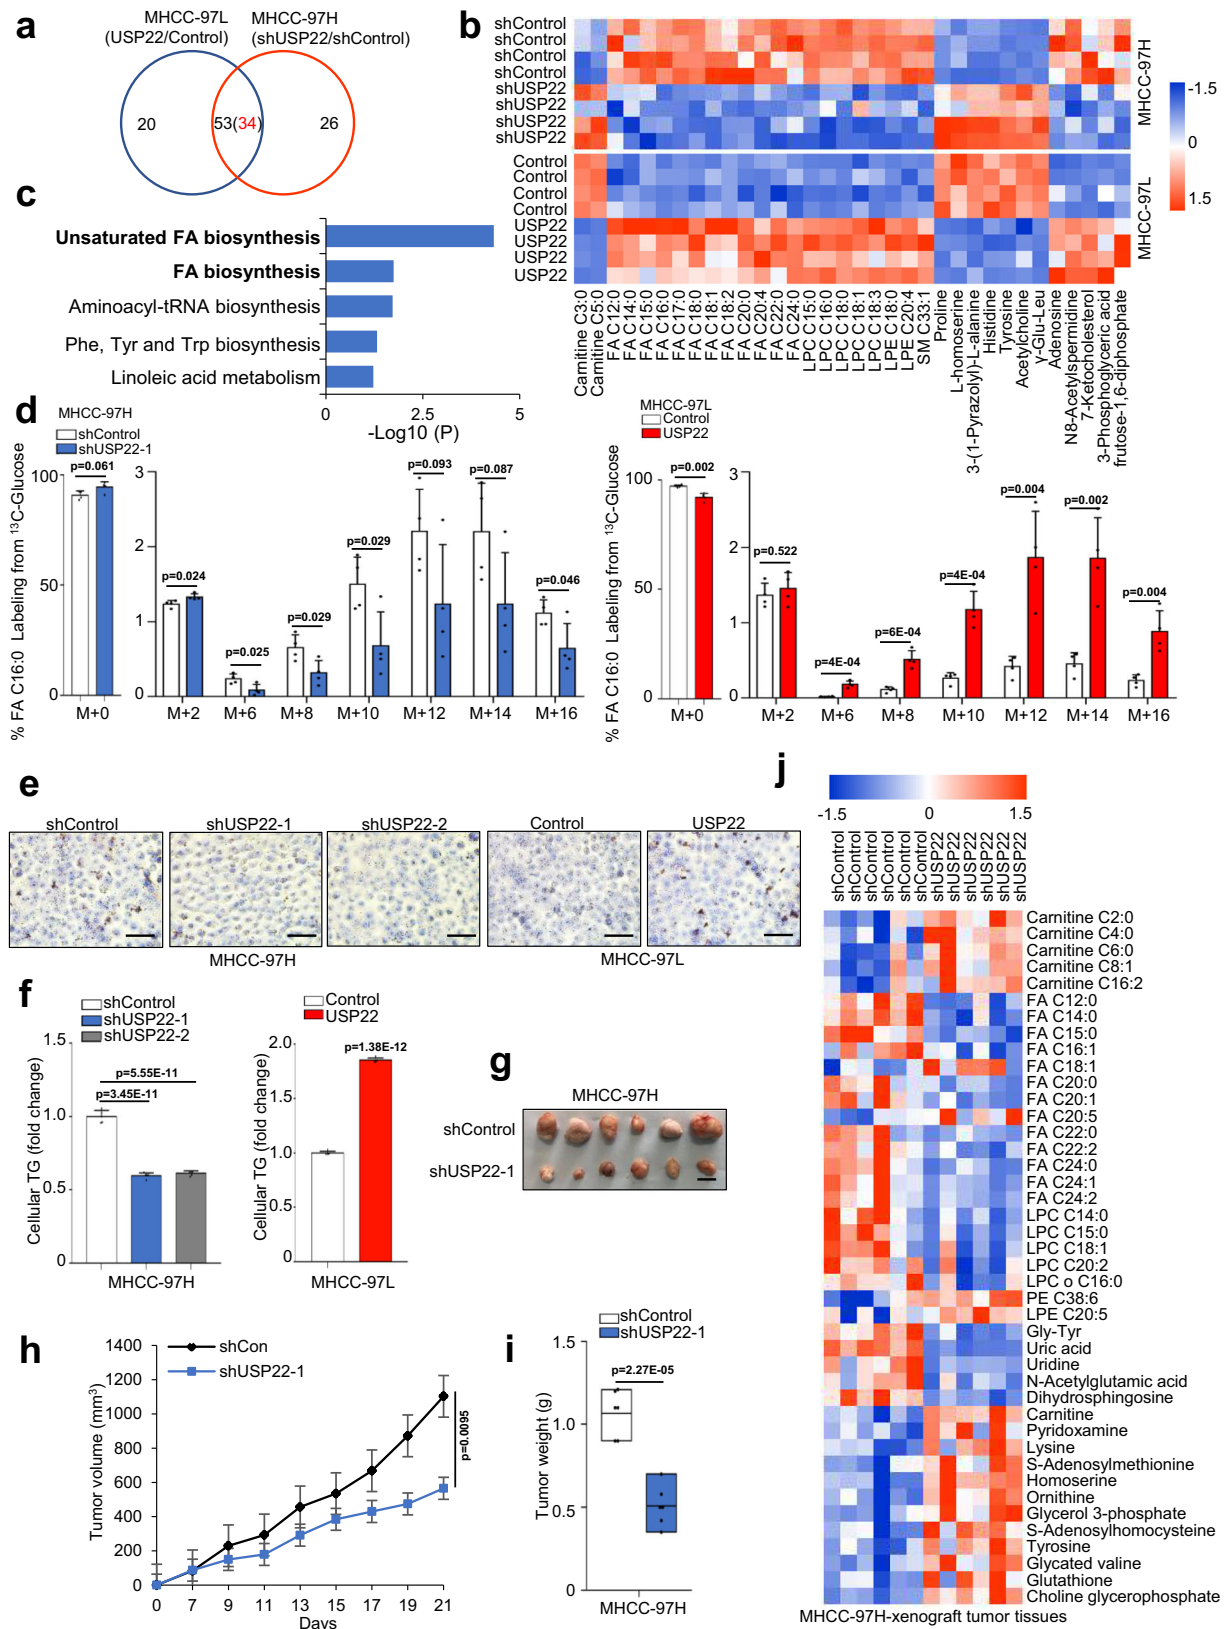 a
MHCC-97L
(USP22/Control)
MHCC-97H
(shUSP22/shControl)
20
53(34)
26
b
shControl
shControl
shControl
shControl
shUSP22
shUSP22
shUSP22
shUSP22
Control
Control
Control
Control
USP22
USP22
USP22
USP22
MHCC-97H
MHCC-97L
-1.5
0
1.5
Carnitine C3:0
Carnitine C5:0
FA C12:0
FA C14:0
FA C15:0
FA C16:0
FA C17:0
FA C18:0
FA C18:1
FA C18:2
FA C20:0
FA C20:4
FA C22:0
FA C24:0
LPC C15:0
LPC C16:0
LPC C18:0
LPC C18:1
LPC C18:3
LPE C18:0
LPE C20:4
SM C33:1
Proline
L-homoserine
3-(1-Pyrazolyl)-L-alanine
Histidine
Tyrosine
Acetylcholine
γ-Glu-Leu
Adenosine
N8-Acetylspermidine
7-Ketocholesterol
3-Phosphoglyceric acid
frutose-1,6-diphosphate
c
Unsaturated FA biosynthesis
FA biosynthesis
Aminoacyl-tRNA biosynthesis
Phe, Tyr and Trp biosynthesis
Linoleic acid metabolism
0
2.5
5
-Log10 (P)
d
MHCC-97H
shControl
shUSP22-1
% FA C16:0 Labeling from 13C-Glucose
100
50
0
p=0.061
M+0
3
2
1
0
p=0.024
p=0.025
p=0.029
p=0.029
p=0.093
p=0.087
p=0.046
M+2
M+6
M+8
M+10
M+12
M+14
M+16
MHCC-97L
Control
USP22
% FA C16:0 Labeling from 13C-Glucose
100
50
0
p=0.002
M+0
3
2
1
0
p=0.522
p=4E-04
p=6E-04
p=4E-04
p=0.004
p=0.002
p=0.004
M+2
M+6
M+8
M+10
M+12
M+14
M+16
e
shControl
shUSP22-1
shUSP22-2
Control
USP22
MHCC-97H
MHCC-97L
f
shControl
shUSP22-1
shUSP22-2
Cellular TG (fold change)
1.5
1.0
0.5
0
p=5.55E-11
p=3.45E-11
MHCC-97H
Control
USP22
Cellular TG (fold change)
2.0
1.5
1.0
0.5
0
p=1.38E-12
MHCC-97L
g
MHCC-97H
shControl
shUSP22-1
h
shCon
shUSP22-1
Tumor volume (mm3)
1400
1200
1000
800
600
400
200
0
p=0.0095
0
7
9
11
13
15
17
19
21
Days
i
shControl
shUSP22-1
Tumor weight (g)
1.5
1.0
0.5
0
p=2.27E-05
MHCC-97H
j
-1.5
0
1.5
shControl
shControl
shControl
shControl
shControl
shControl
shUSP22
shUSP22
shUSP22
shUSP22
shUSP22
shUSP22
Carnitine C2:0
Carnitine C4:0
Carnitine C6:0
Carnitine C8:1
Carnitine C16:2
FA C12:0
FA C14:0
FA C15:0
FA C16:1
FA C18:1
FA C20:0
FA C20:1
FA C20:5
FA C22:0
FA C22:2
FA C24:0
FA C24:1
FA C24:2
LPC C14:0
LPC C15:0
LPC C18:1
LPC C20:2
LPC o C16:0
PE C38:6
LPE C20:5
Gly-Tyr
Uric acid
Uridine
N-Acetylglutamic acid
Dihydrosphingosine
Carnitine
Pyridoxamine
Lysine
S-Adenosylmethionine
Homoserine
Ornithine
Glycerol 3-phosphate
S-Adenosylhomocysteine
Tyrosine
Glycated valine
Glutathione
Choline glycerophosphate
MHCC-97H-xenograft tumor tissues